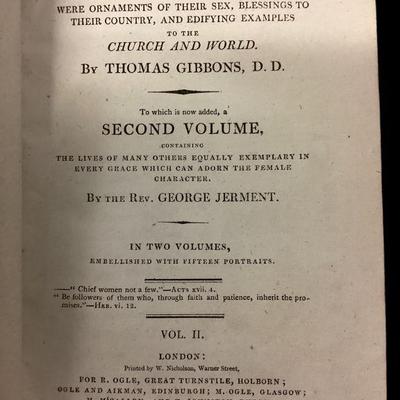 WERE ORNAMENTS OF THEIR SEX, BLESSINGS TO
THEIR COUNTRY, AND EDIFYING EXAMPLES
TO THE
CHURCH AND WORLD.
By THOMAS GIBBONS, D. D.
To which is now added, a
SECOND VOLUME,
CONTAINING
THE LIVES OF MANY OTHERS EQUALLY EXEMPLARY IN
EVERY GRACE WHICH CAN ADORN THE FEMALE
CHARACTER.
By the Rev. GEORGE JERMENT.
IN TWO VOLUMES,
EMBELLISHED WITH FIFTEEN PORTRAITS.
——" Chief women not a few."—Acts xvii. 4.
" Be followers of them who, through faith and patience, inherit the pro-
mises."—Heb. vi. 12.
VOL. II.
LONDON:
Printed by W. Nicholson, Warner Street,
FOR R. OGLE, GREAT TURNSTILE, HOLBORN;
OGLE AND AIKMAN, EDINBURGH; M. OGLE, GLASGOW;